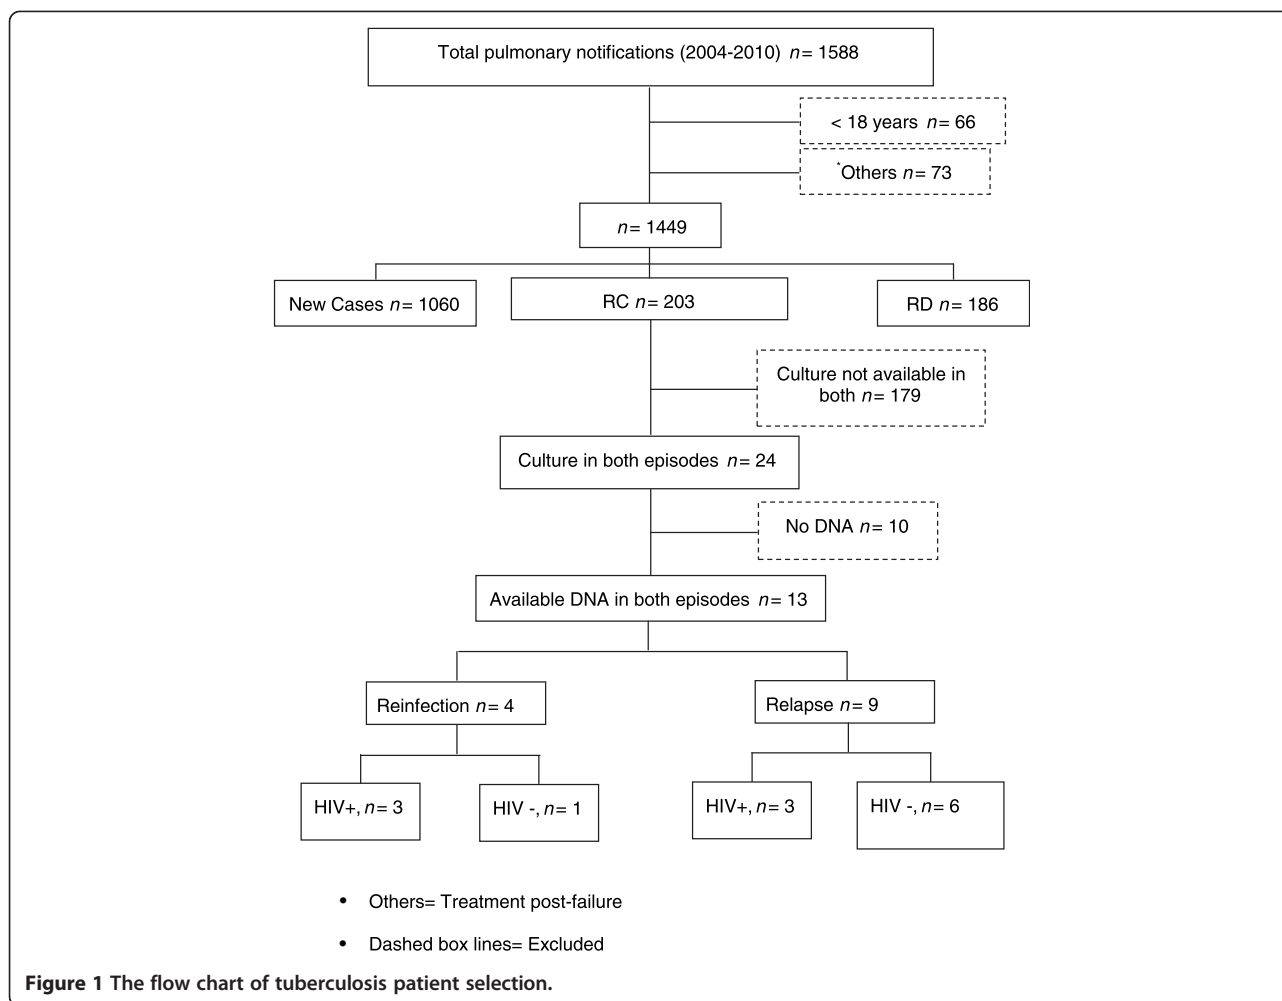 Total pulmonary notifications (2004-2010) n= 1588
< 18 years n= 66
*Others n= 73
n= 1449
New Cases n= 1060
RC n= 203
RD n= 186
Culture not available in
both n= 179
Culture in both episodes n= 24
No DNA n= 10
Available DNA in both episodes n= 13
Reinfection n= 4
Relapse n= 9
HIV+, n= 3
HIV -, n= 1
HIV+, n= 3
HIV -, n= 6
• Others= Treatment post-failure
• Dashed box lines= Excluded
Figure 1 The flow chart of tuberculosis patient selection.